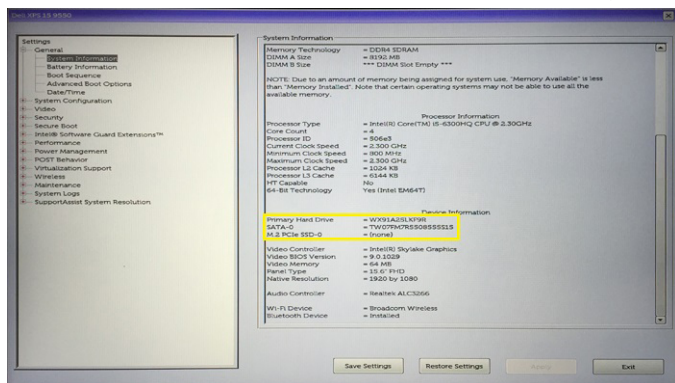 Dell XPS 15 9550
Settings
General
System Information
Battery Information
Boot Sequence
Advanced Boot Options
Date/Time
System Configuration
Video
Security
Secure Boot
Intel® Software Guard Extensions™
Performance
Power Management
POST Behavior
Virtualization Support
Wireless
Maintenance
System Logs
SupportAssist System Resolution
System Information
Memory Technology = DDR4 SDRAM
DIMM A Size = 8192 MB
DIMM B Size *** DIMM Slot Empty ***
NOTE: Due to an amount of memory being assigned for system use, "Memory Available" is less
than "Memory Installed". Note that certain operating systems may not be able to use all the
available memory.
Processor Information
Processor Type = Intel(R) Core(TM) i5-6300HQ CPU @ 2.30GHz
Core Count = 4
Processor ID = 506e3
Current Clock Speed = 2.300 GHz
Minimum Clock Speed = 800 MHz
Maximum Clock Speed = 2.300 GHz
Processor L2 Cache = 1024 KB
Processor L3 Cache = 6144 KB
HT Capable No
64-Bit Technology Yes (Intel EM64T)
Device Information
Primary Hard Drive = WX91A25LKF9R
SATA-0 = TW07FM7R5508555S15
M.2 PCIe SSD-0 = (none)
Video Controller = Intel(R) Skylake Graphics
Video BIOS Version = 9.0.1029
Video Memory = 64 MB
Panel Type = 15.6" FHD
Native Resolution = 1920 by 1080
Audio Controller = Realtek ALC3266
Wi-Fi Device = Broadcom Wireless
Bluetooth Device = Installed
Save Settings
Restore Settings
Apply
Exit